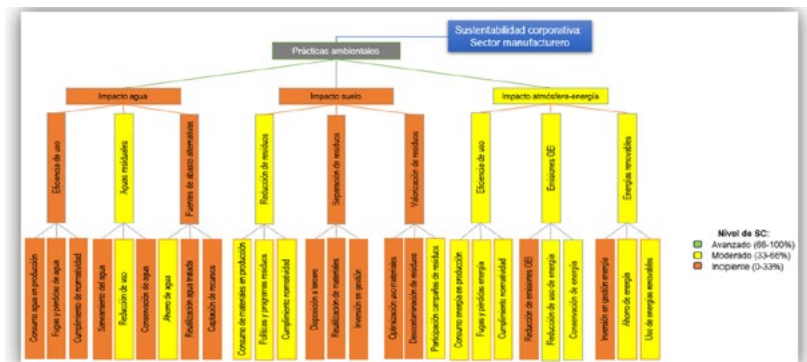 Sustentabilidad corporativa:
Sector manufacturero
Prácticas ambientales
Impacto agua
Impacto suelo
Impacto atmósfera-energía
Eficiencia de uso
Aguas residuales
Fuentes de abasto alternativas
Reducción de residuos
Separación de residuos
Valorización de residuos
Eficiencia de uso
Emisiones GEI
Energías renovables
Consumo agua en producción
Fugas y pérdidas de agua
Cumplimiento de normatividad
Saneamiento del agua
Reducción de uso
Conservación de agua
Ahorro de agua
Reutilización agua tratada
Captación de recursos
Consumo de materiales en producción
Políticas y programas residuos
Cumplimiento normatividad
Disposición a tercero
Reutilización de materiales
Inversión en gestión
Optimización uso materiales
Descontaminación de residuos
Participación campañas de residuos
Consumo energía en producción
Fugas y pérdidas energía
Cumplimiento de normatividad
Reducción de emisiones GEI
Reducción de uso de energía
Conservación de energía
Inversión en gestión energía
Ahorro de energía
Uso de energías renovables
Nivel de SC:
Avanzado (66-100%)
Moderado (33-66%)
Incipiente (0-33%)